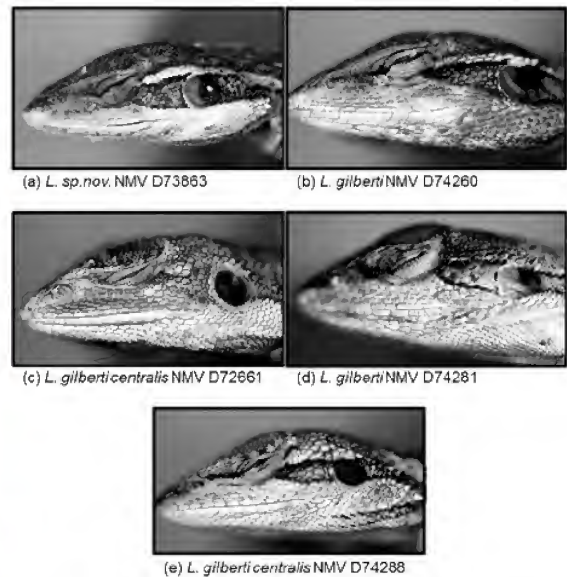 (a) L. sp.nov. NMV D73863
(b) L. gilberti NMV D74260
(c) L. gilberti centralis NMV D72661
(d) L. gilberti NMV D74281
(e) L. gilberti centralis NMV D74288